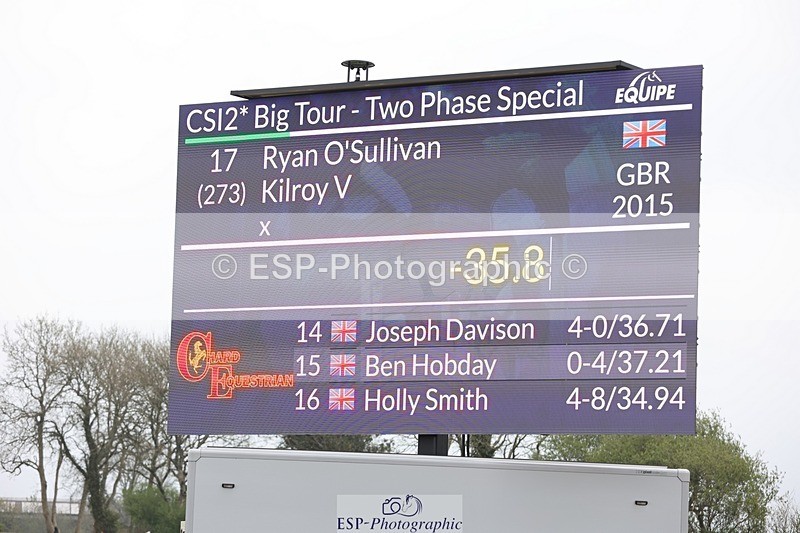 CSI2* Big Tour - Two Phase Special
EQUIPE
17 Ryan O'Sullivan
(273) Kilroy V
GBR
2015
x
-35.8
© ESP-Photographic ©
14 Joseph Davison 4-0/36.71
15 Ben Hobday 0-4/37.21
16 Holly Smith 4-8/34.94
CHARD
EQUESTRIAN
ESP-Photographic